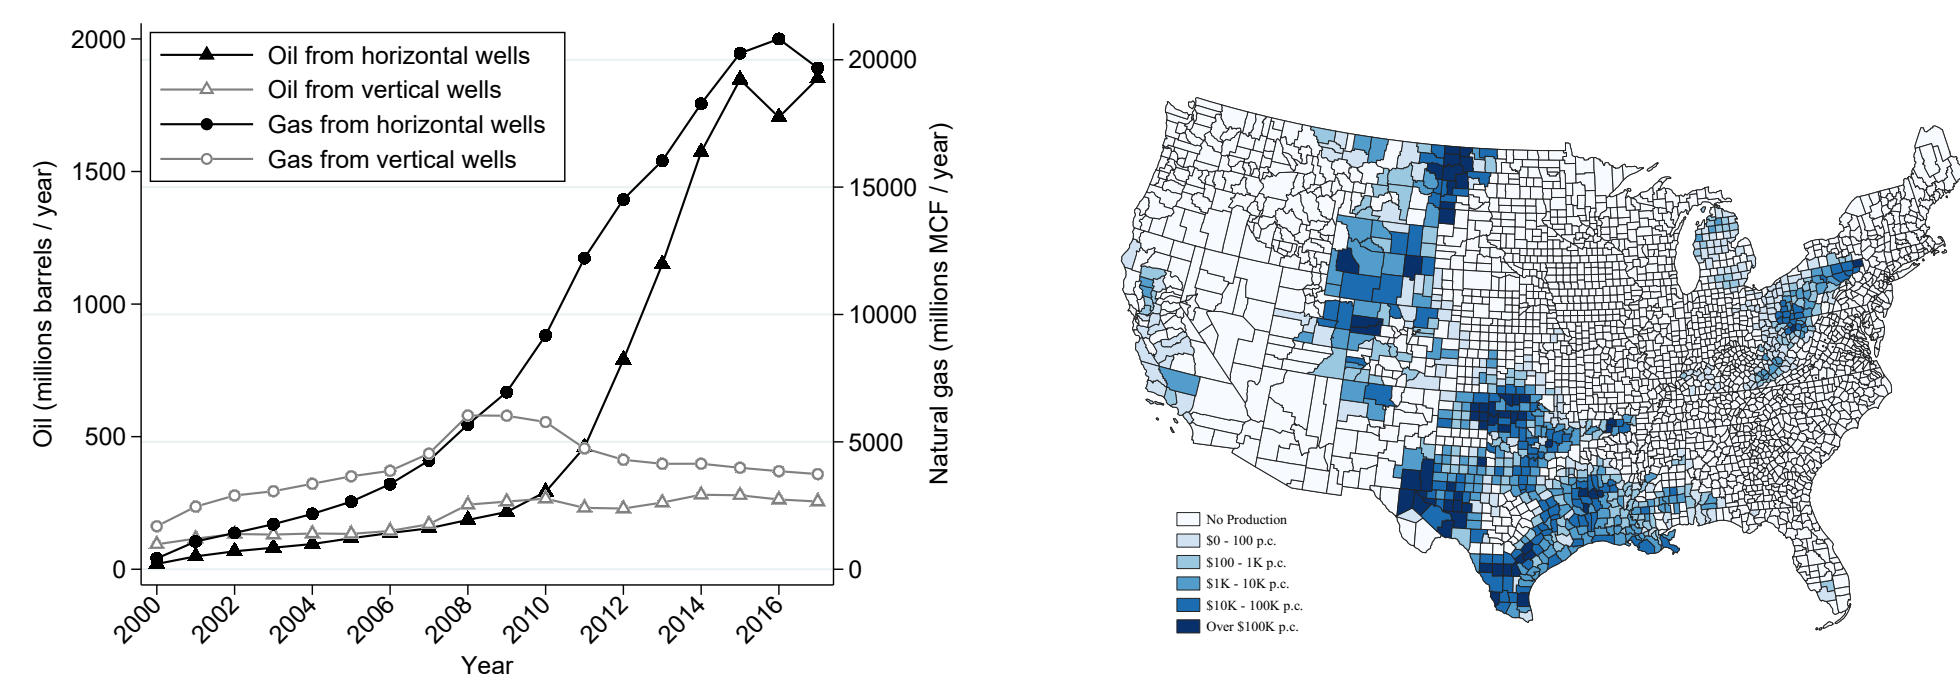 Oil from horizontal wells
Oil from vertical wells
Gas from horizontal wells
Gas from vertical wells
Oil (millions barrels / year)
2000
1500
1000
500
0
20000
15000
10000
5000
0
Natural gas (millions MCF / year)
2000
2002
2004
2006
2008
2010
2012
2014
2016
Year
No Production
$0 - 100 p.c.
$100 - 1K p.c.
$1K - 10K p.c.
$10K - 100K p.c.
Over $100K p.c.